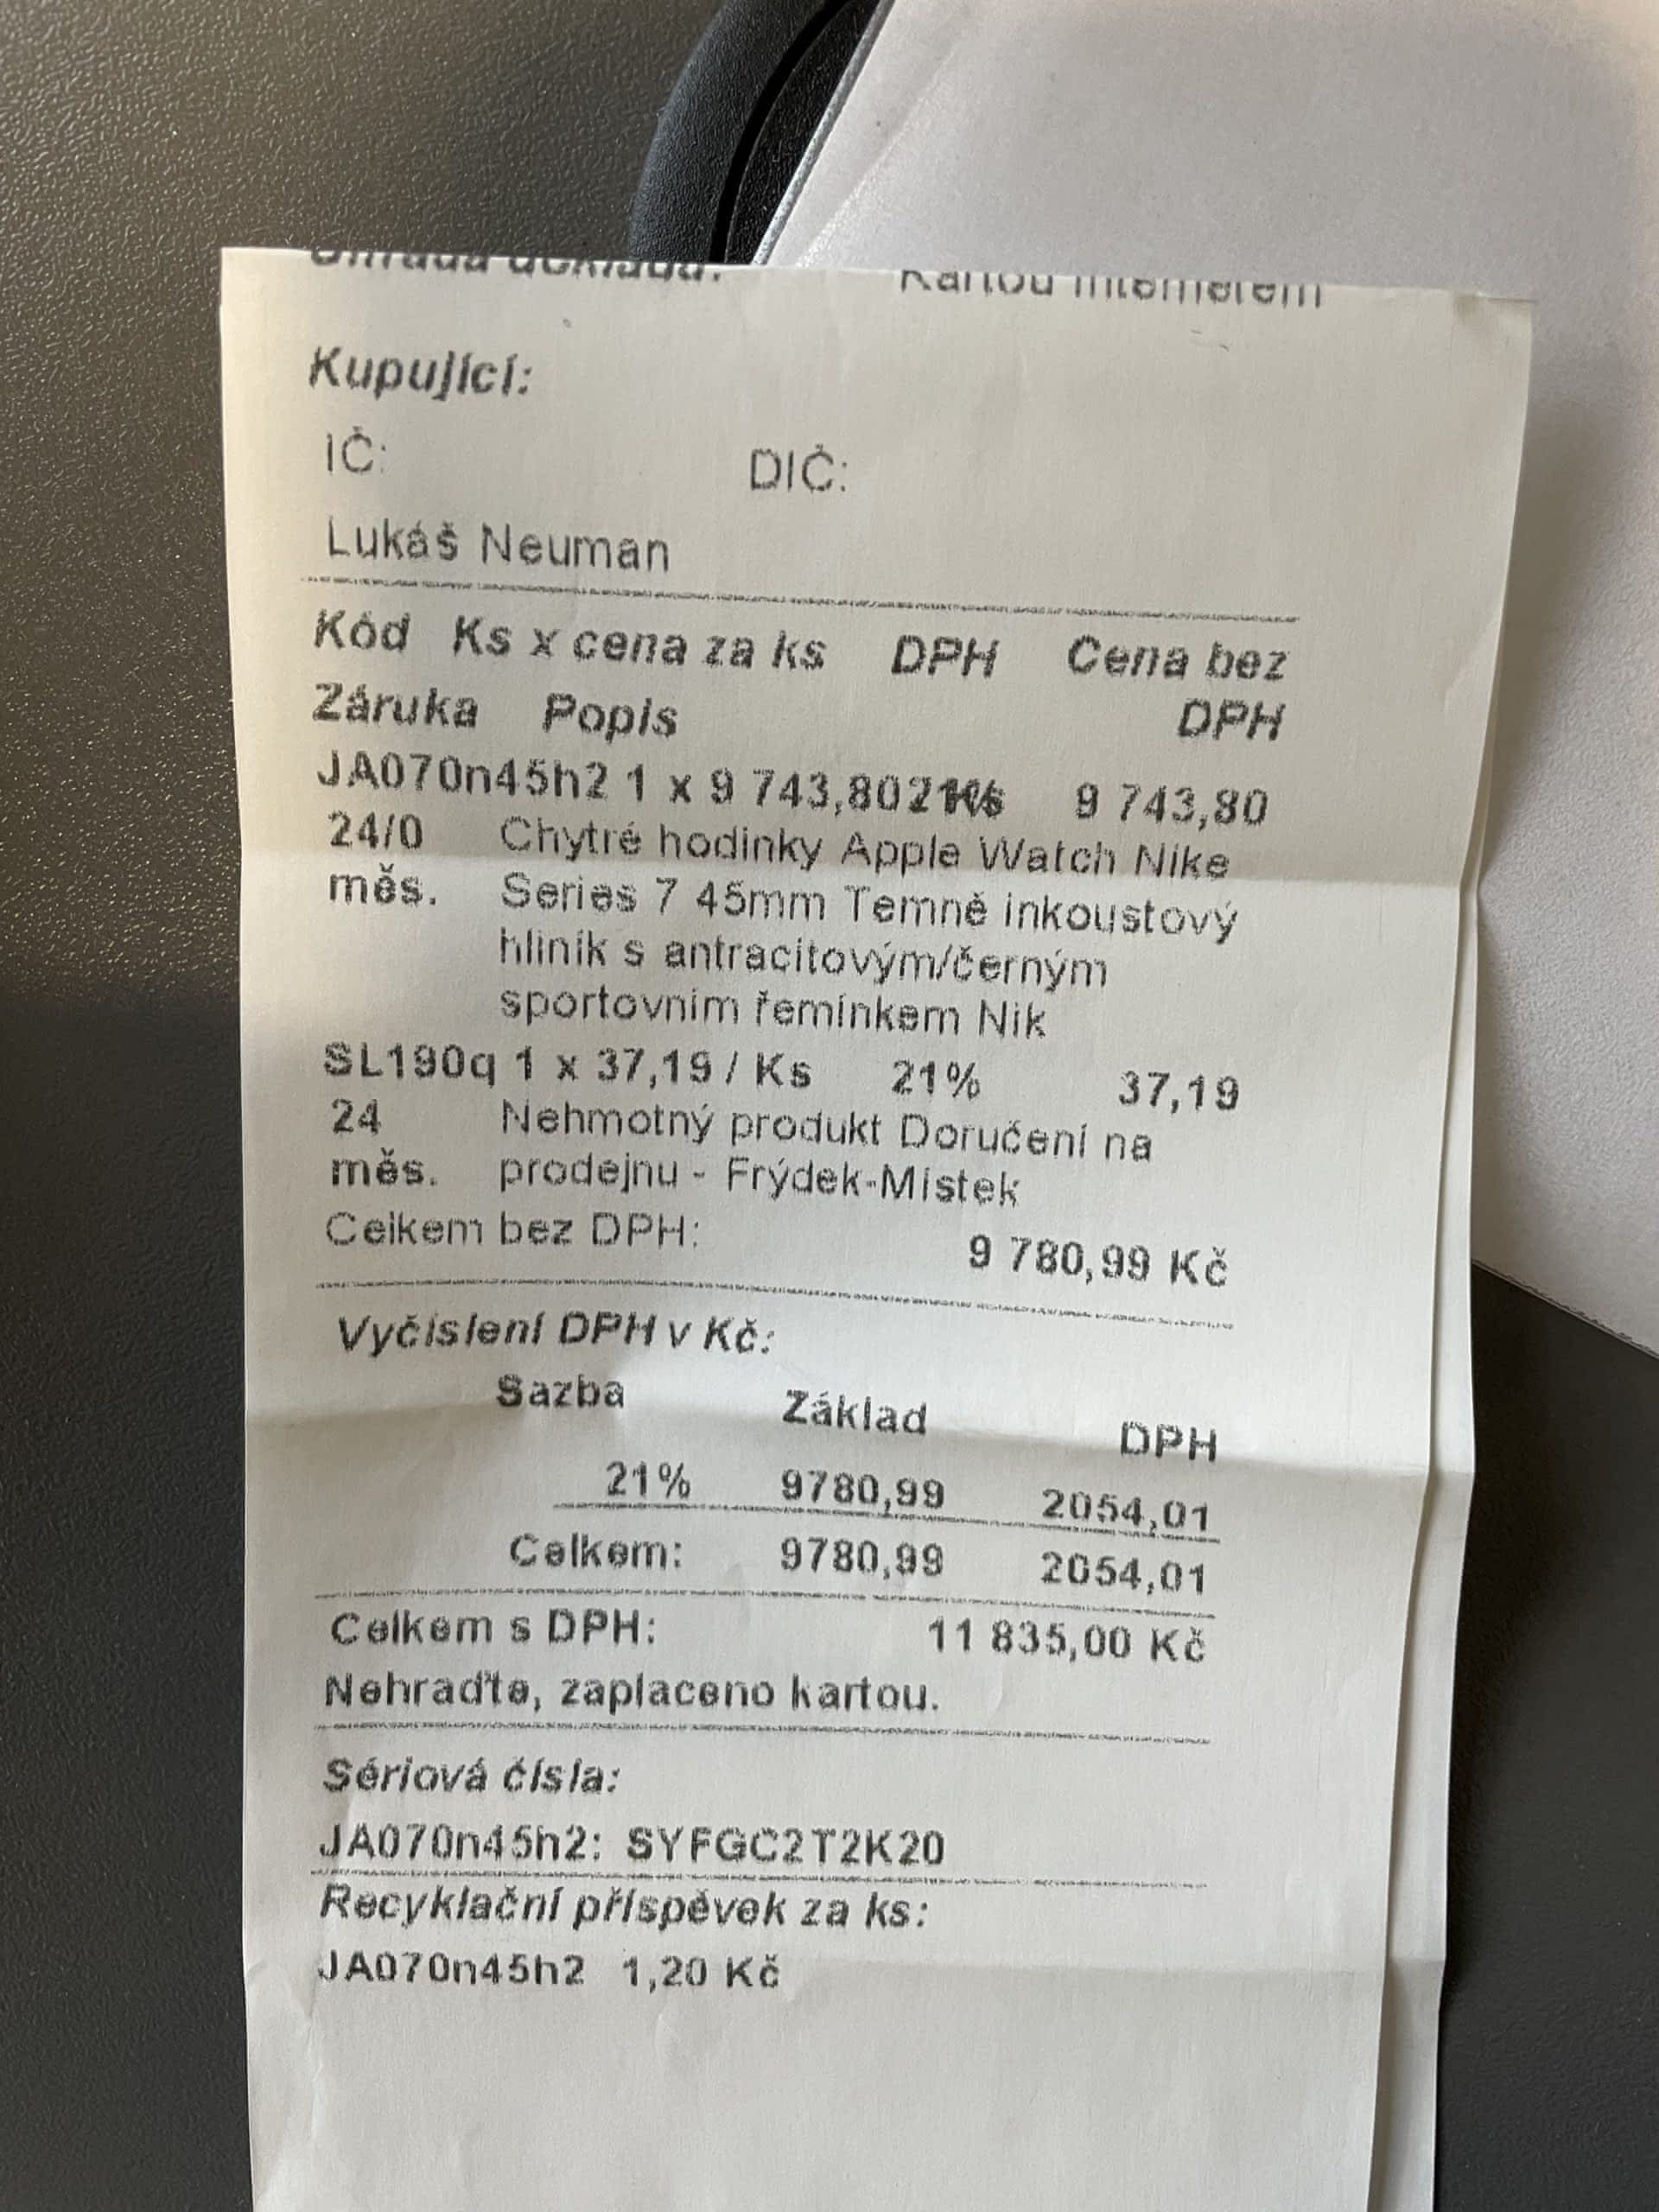 Úhrada dokladu: Kartou internetem
Kupující:
IČ: DIČ:
Lukáš Neuman
Kód Ks x cena za ks DPH Cena bez
Záruka Popis DPH
JA070n45h2 1 x 9 743,80 21% 9 743,80
24/0 Chytré hodinky Apple Watch Nike
měs. Series 7 45mm Temně inkoustový
hliník s antracitovým/černým
sportovním řemínkem Nik
SL190q 1 x 37,19 / Ks 21% 37,19
24 Nehmotný produkt Doručení na
měs. prodejnu - Frýdek-Místek
Celkem bez DPH: 9 780,99 Kč
Vyčíslení DPH v Kč:
Sazba Základ DPH
21% 9780,99 2054,01
Celkem: 9780,99 2054,01
Celkem s DPH: 11 835,00 Kč
Nehraďte, zaplaceno kartou.
Sériová čísla:
JA070n45h2: SYFGC2T2K20
Recyklační příspěvek za ks:
JA070n45h2 1,20 Kč